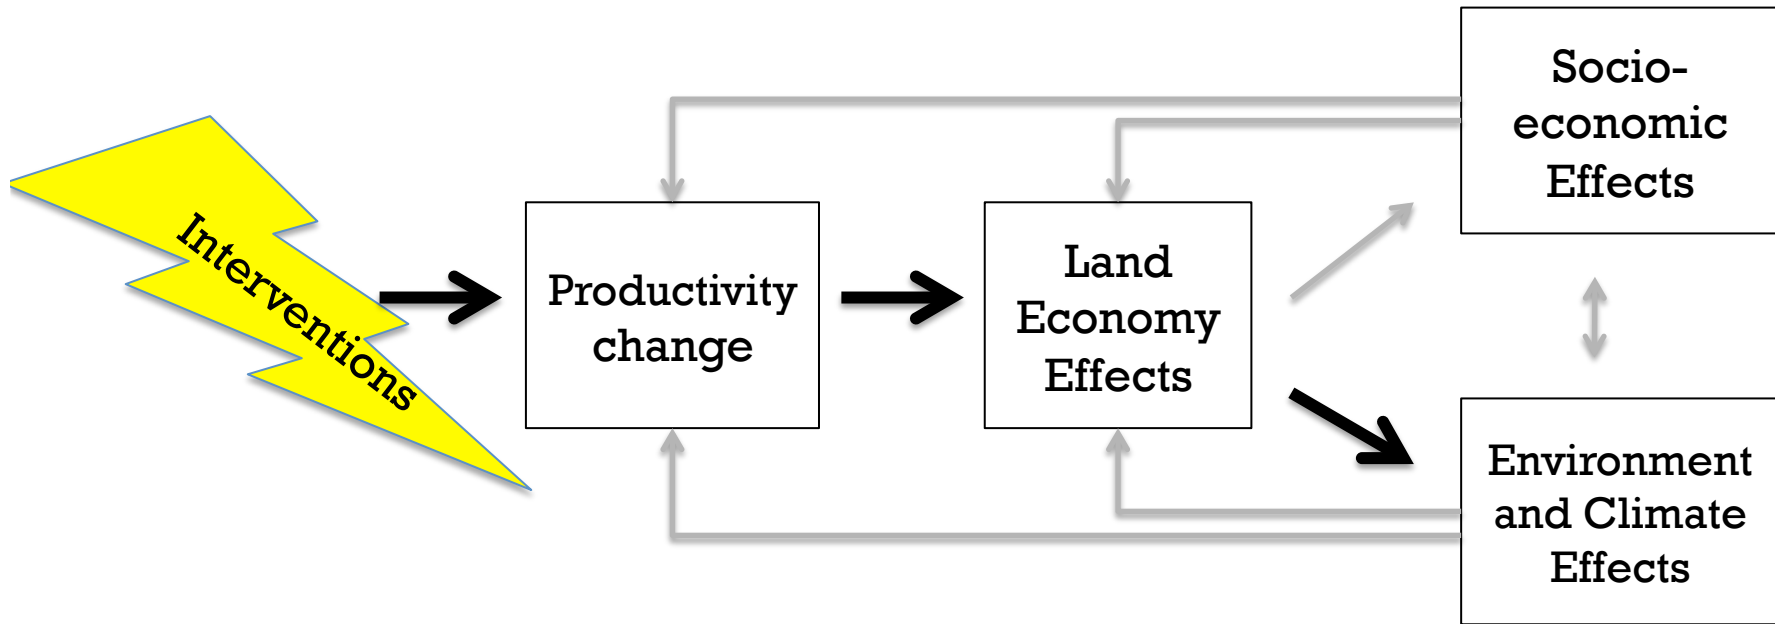 Interventions
Productivity
change
Land
Economy
Effects
Socio-
economic
Effects
Environment
and Climate
Effects